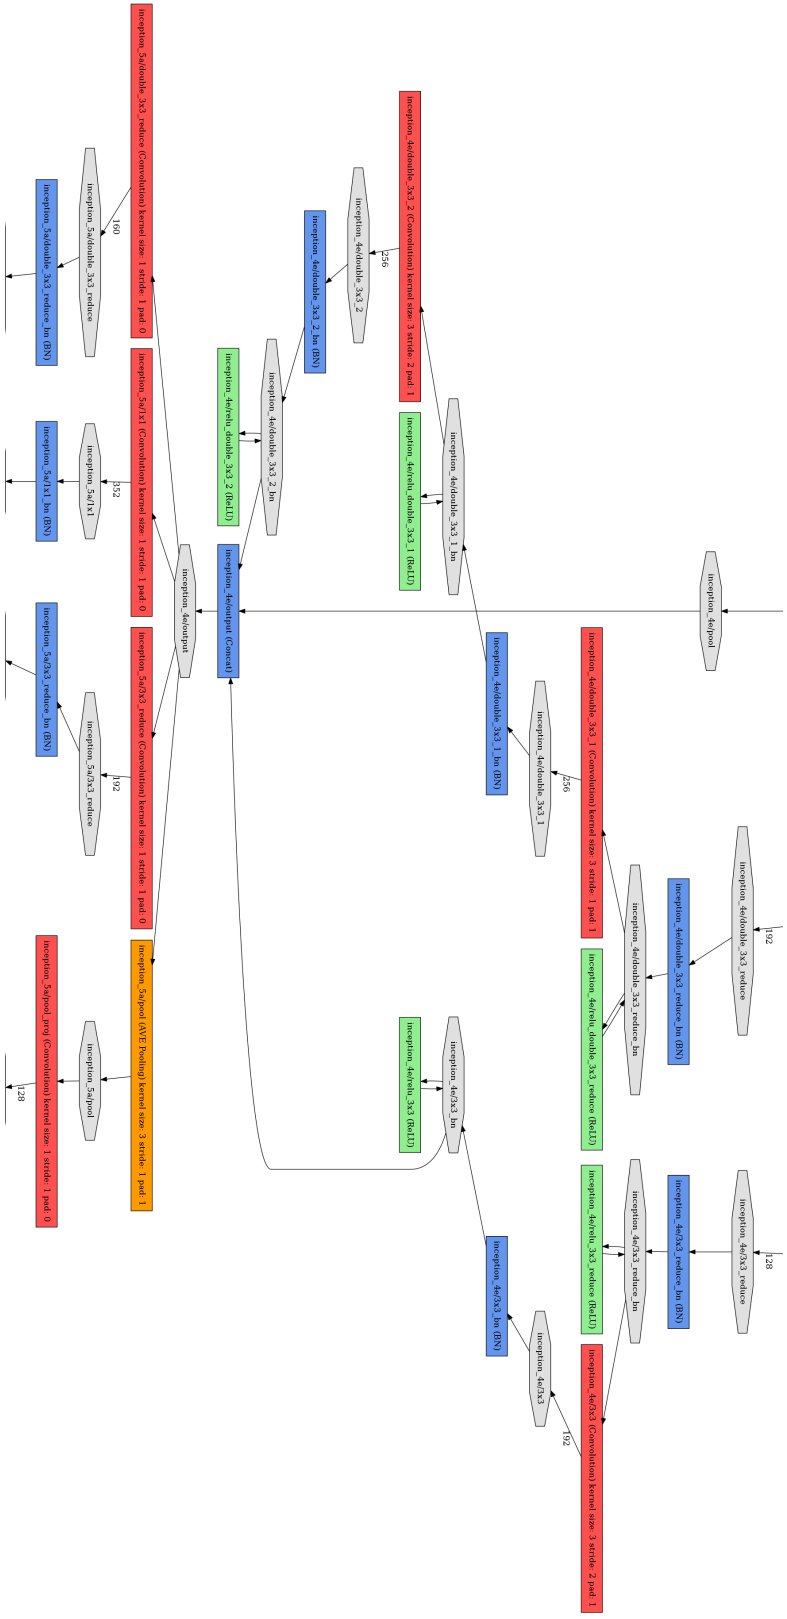 192
128
inception_4e/double_3x3_reduce
inception_4e/3x3_reduce
inception_4e/pool
inception_4e/double_3x3_reduce_bn (BN)
inception_4e/3x3_reduce_bn (BN)
inception_4e/double_3x3_reduce_bn
inception_4e/3x3_reduce_bn
inception_4e/double_3x3_1 (Convolution) kernel size: 3 stride: 1 pad: 1
inception_4e/relu_double_3x3_reduce (ReLU)
inception_4e/relu_3x3_reduce (ReLU)
inception_4e/3x3 (Convolution) kernel size: 3 stride: 2 pad: 1
256
192
inception_4e/double_3x3_1
inception_4e/3x3
inception_4e/double_3x3_1_bn (BN)
inception_4e/3x3_bn (BN)
inception_4e/double_3x3_1_bn
inception_4e/3x3_bn
inception_4e/double_3x3_2 (Convolution) kernel size: 3 stride: 2 pad: 1
inception_4e/relu_double_3x3_1 (ReLU)
inception_4e/relu_3x3 (ReLU)
256
inception_4e/double_3x3_2
inception_4e/double_3x3_2_bn (BN)
inception_4e/double_3x3_2_bn
inception_4e/relu_double_3x3_2 (ReLU)
inception_4e/output (Concat)
inception_4e/output
inception_5a/double_3x3_reduce (Convolution) kernel size: 1 stride: 1 pad: 0
inception_5a/1x1 (Convolution) kernel size: 1 stride: 1 pad: 0
inception_5a/3x3_reduce (Convolution) kernel size: 1 stride: 1 pad: 0
inception_5a/pool (AVE Pooling) kernel size: 3 stride: 1 pad: 1
160
352
192
inception_5a/double_3x3_reduce
inception_5a/1x1
inception_5a/3x3_reduce
inception_5a/pool
inception_5a/double_3x3_reduce_bn (BN)
inception_5a/1x1_bn (BN)
inception_5a/3x3_reduce_bn (BN)
inception_5a/pool_proj (Convolution) kernel size: 1 stride: 1 pad: 0
128